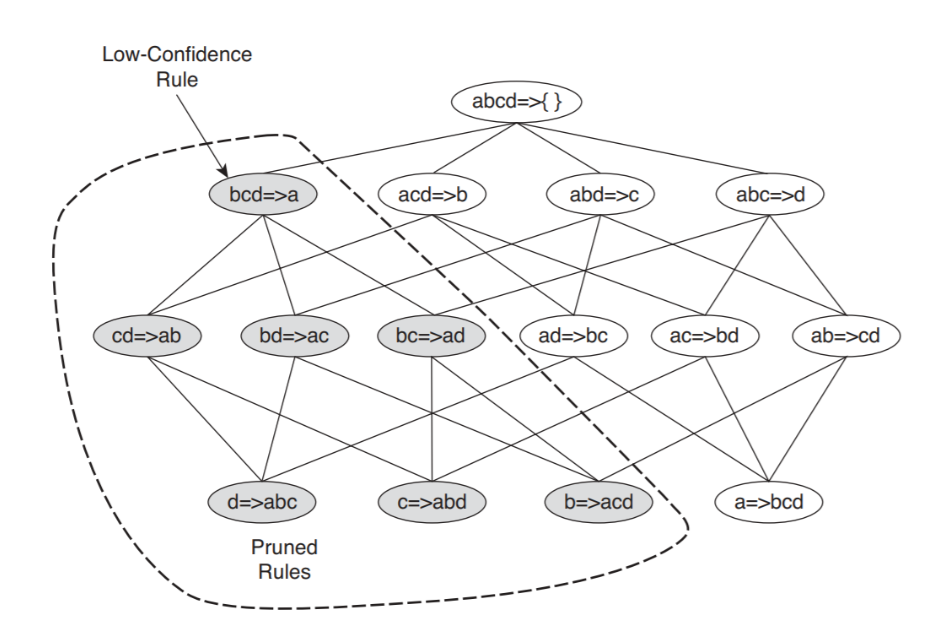 Low-Confidence
Rule
abcd=>{ }
bcd=>a
acd=>b
abd=>c
abc=>d
cd=>ab
bd=>ac
bc=>ad
ad=>bc
ac=>bd
ab=>cd
d=>abc
c=>abd
b=>acd
a=>bcd
Pruned
Rules